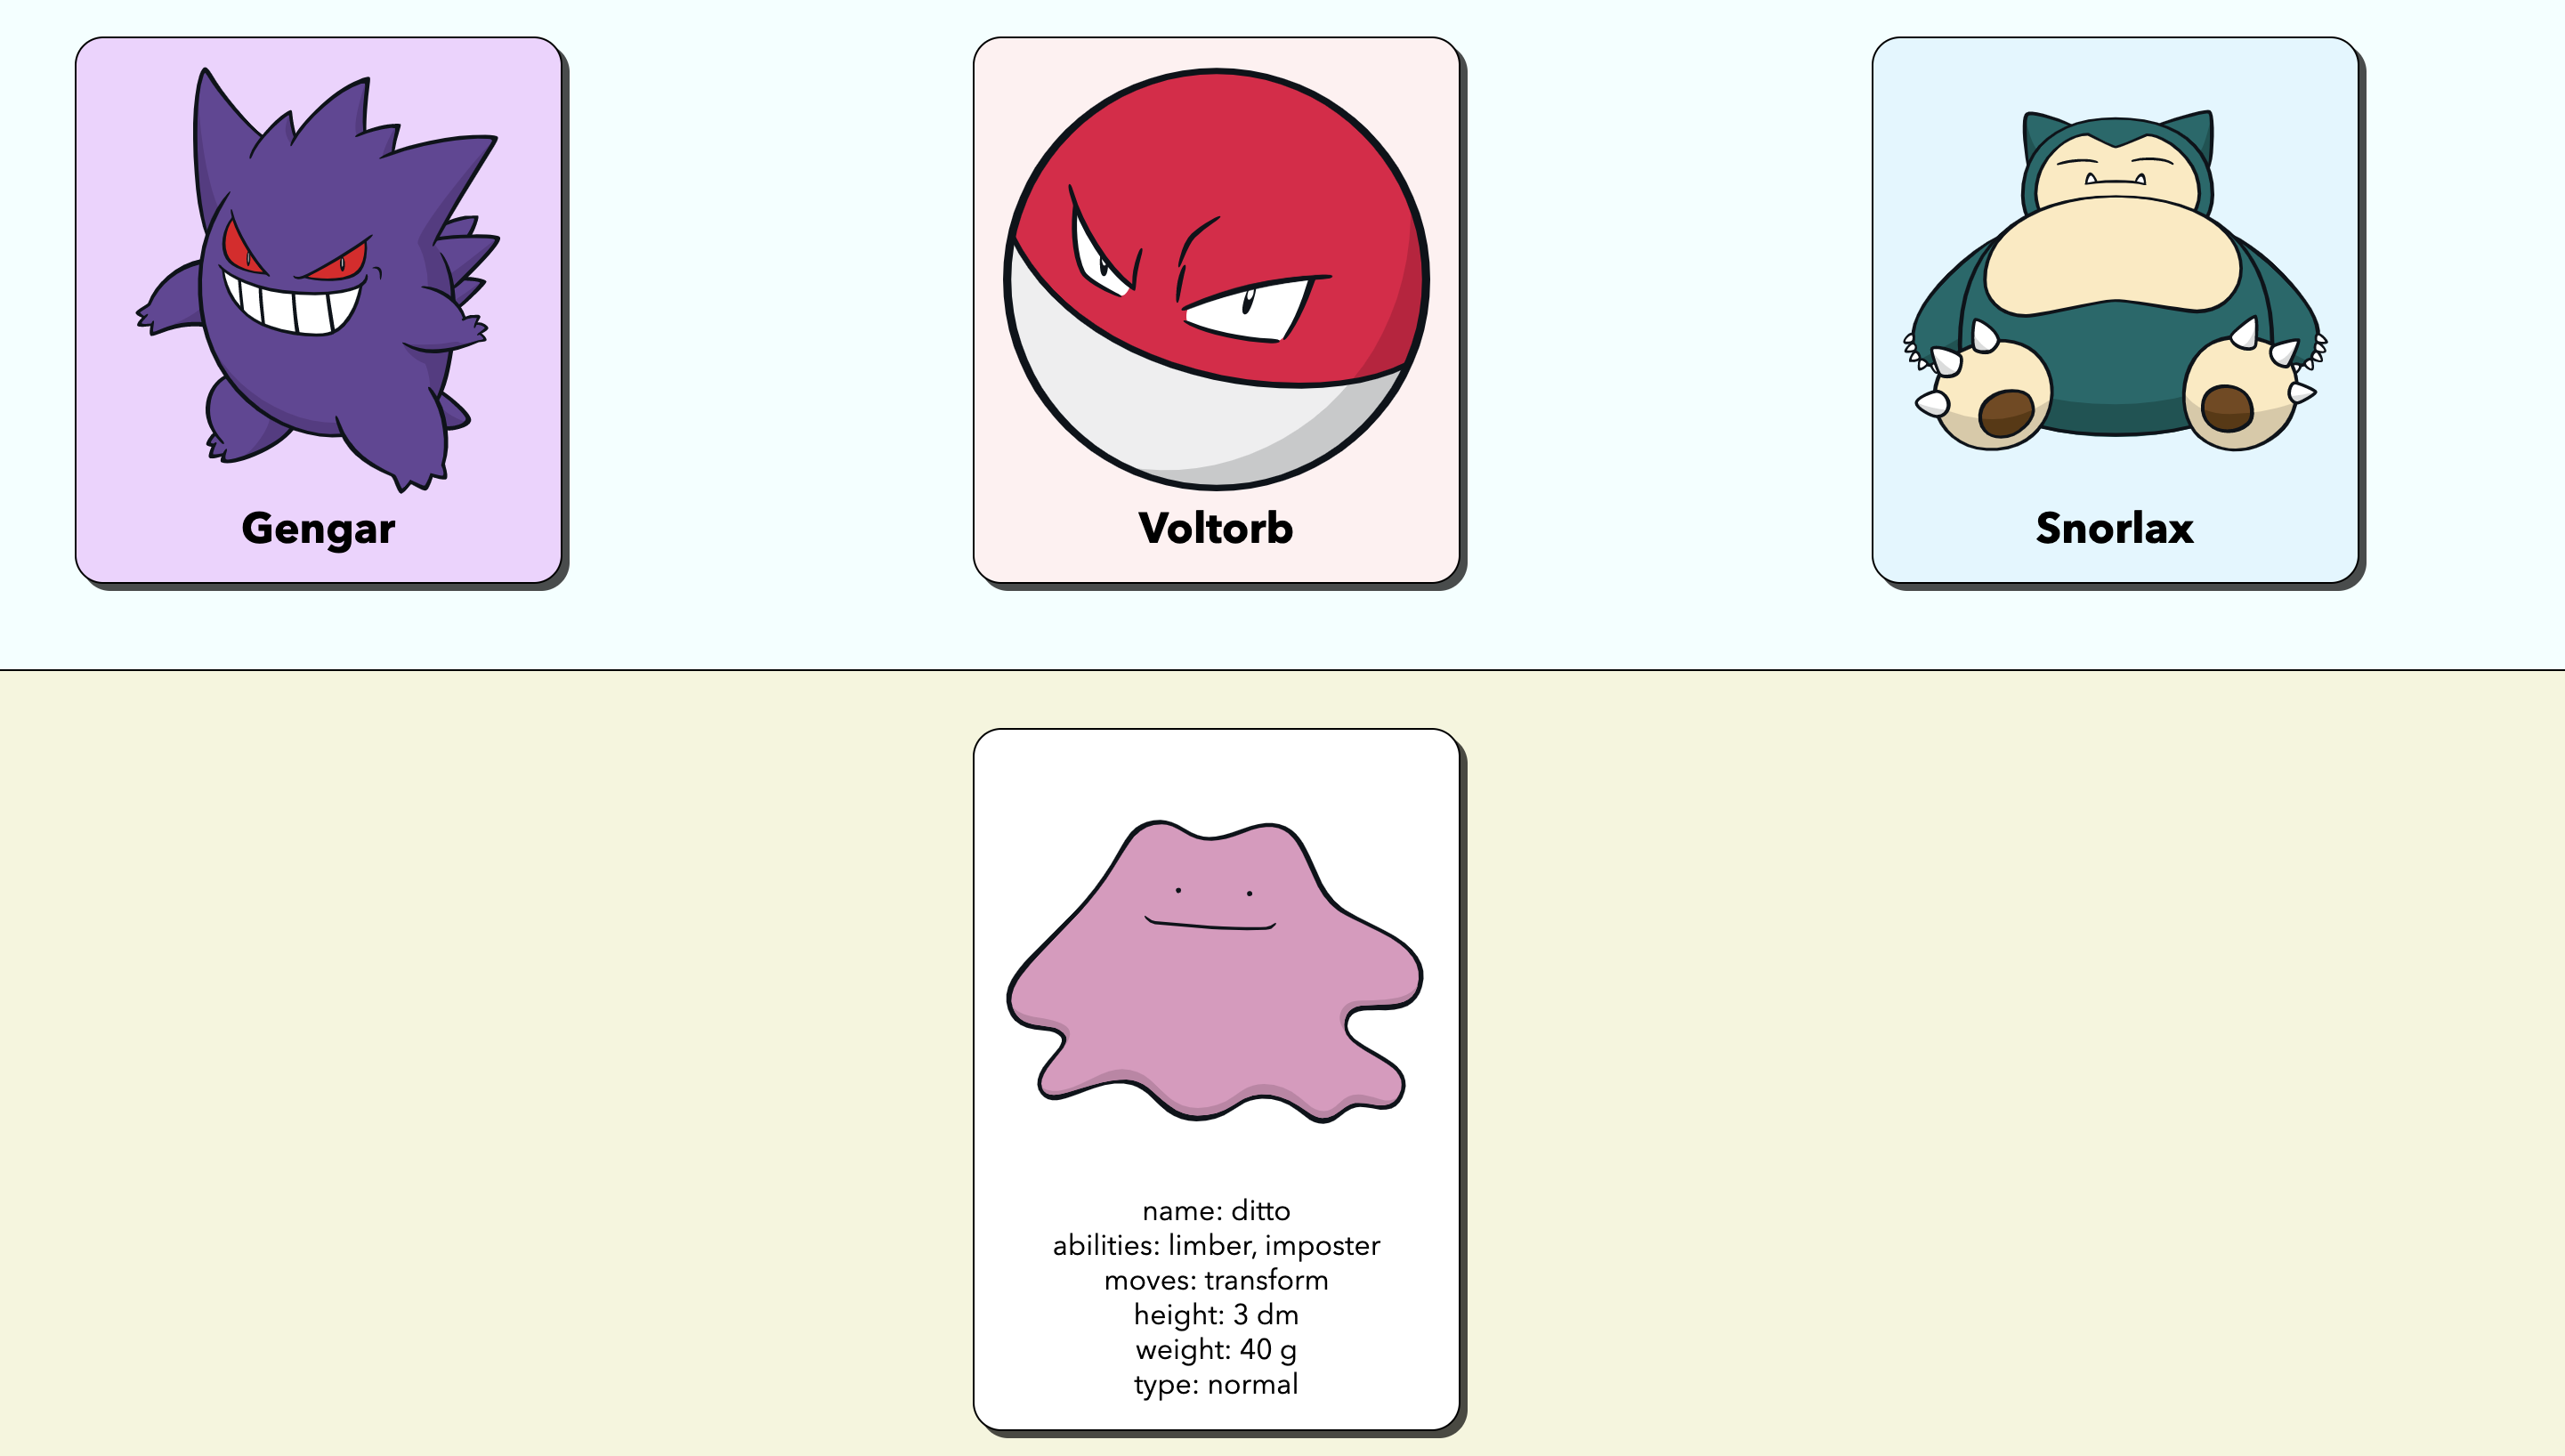 Gengar
Voltorb
Snorlax
name: ditto
abilities: limber, imposter
moves: transform
height: 3 dm
weight: 40 g
type: normal